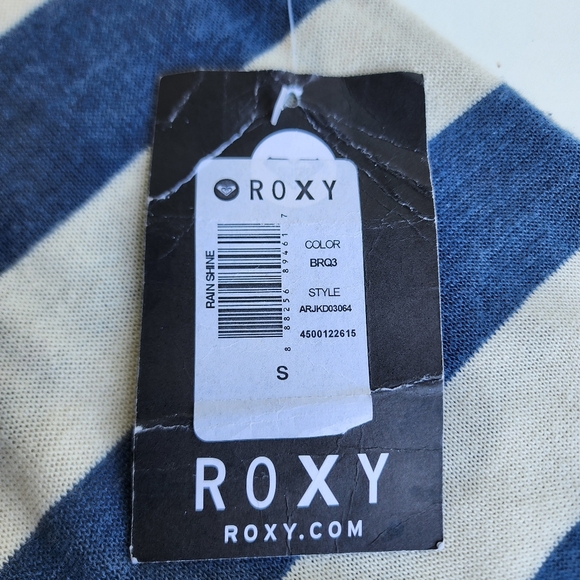 ROXY
RAIN SHINE
8 88256 89461 7
COLOR
BRQ3
STYLE
ARJKD03064
4500122615
S
ROXY
ROXY.COM